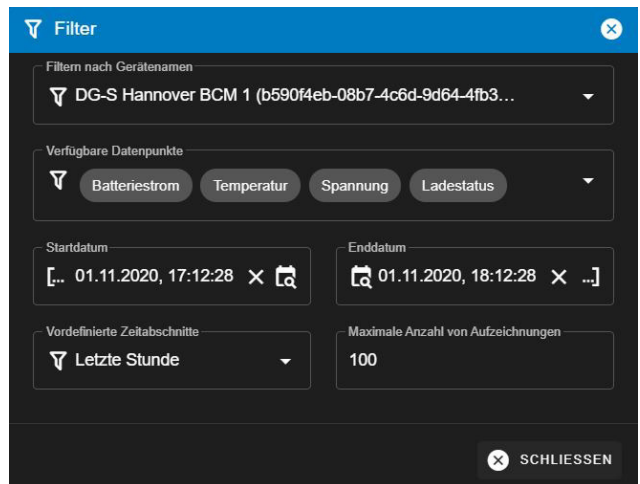 Filter
Filtern nach Gerätenamen
DG-S Hannover BCM 1 (b590f4eb-08b7-4c6d-9d64-4fb3...
Verfügbare Datenpunkte
Batteriestrom Temperatur Spannung Ladestatus
Startdatum Enddatum
[... 01.11.2020, 17:12:28 01.11.2020, 18:12:28 ...]
Vordefinierte Zeitabschnitte Maximale Anzahl von Aufzeichnungen
Letzte Stunde 100
SCHLIESSEN